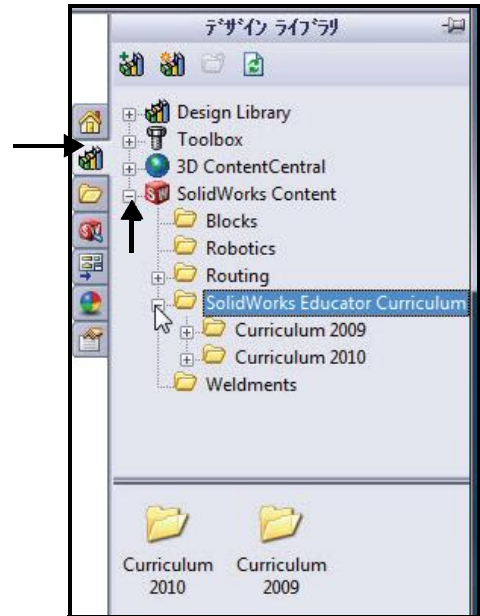 ﾃﾞｻﾞｲﾝ ﾗｲﾌﾞﾗﾘ
Design Library
Toolbox
3D ContentCentral
SolidWorks Content
Blocks
Robotics
Routing
SolidWorks Educator Curriculum
Curriculum 2009
Curriculum 2010
Weldments
Curriculum
2010
Curriculum
2009